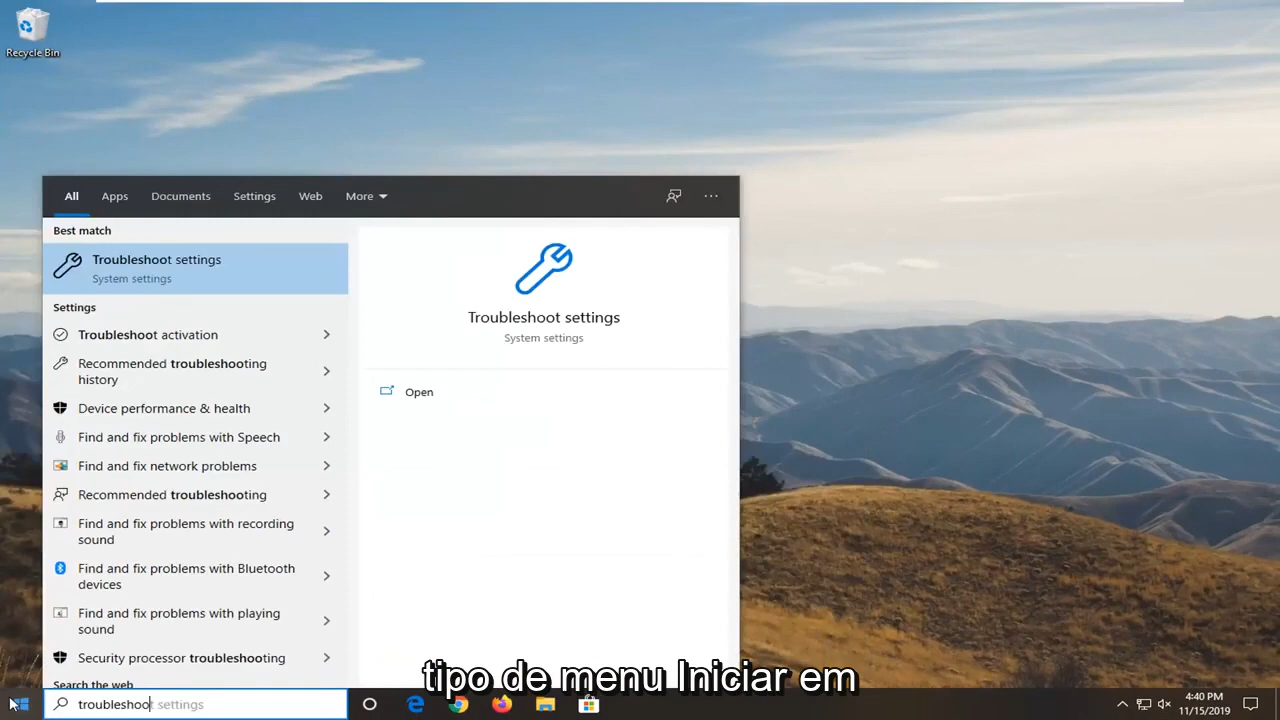 Recycle Bin
All Apps Documents Settings Web More
Best match
Troubleshoot settings
System settings
Settings
Troubleshoot activation
Recommended troubleshooting
history
Device performance & health
Find and fix problems with Speech
Find and fix network problems
Recommended troubleshooting
Find and fix problems with recording
sound
Find and fix problems with Bluetooth
devices
Find and fix problems with playing
sound
Security processor troubleshooting
Search the web
Troubleshoot settings
System settings
Open
tipo de menu Iniciar em
troubleshoot settings
4:40 PM
11/15/2019